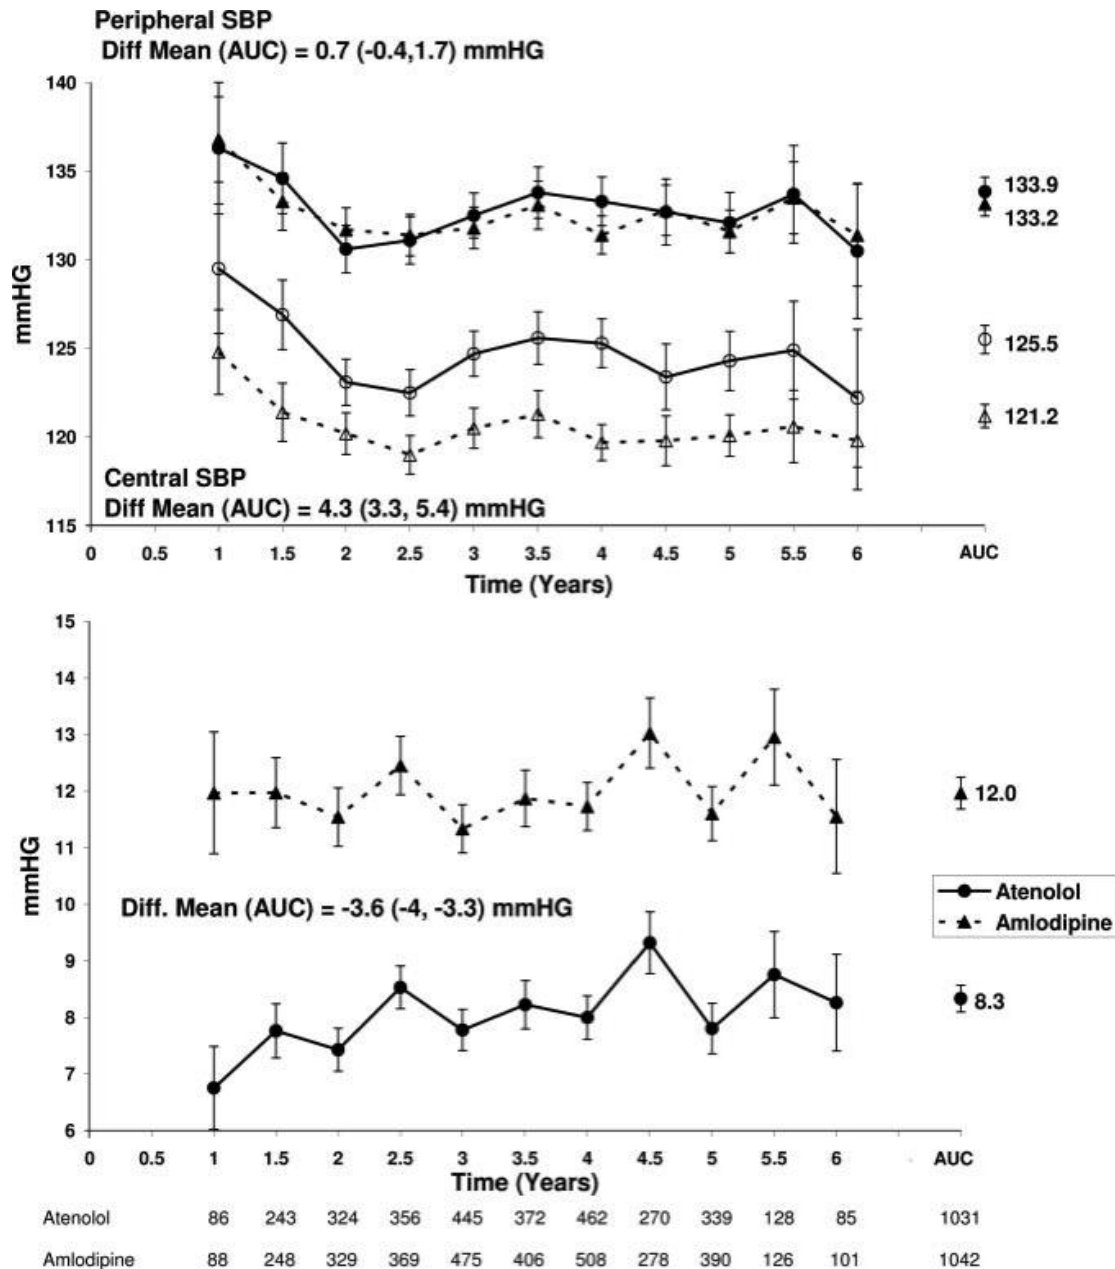 Peripheral SBP
Diff Mean (AUC) = 0.7 (-0.4,1.7) mmHG
140
135
130
125
120
115
mmHG
133.9
133.2
125.5
121.2
Central SBP
Diff Mean (AUC) = 4.3 (3.3, 5.4) mmHG
0 0.5 1 1.5 2 2.5 3 3.5 4 4.5 5 5.5 6 AUC
Time (Years)
15
14
13
12
11
10
9
8
7
6
mmHG
12.0
Diff. Mean (AUC) = -3.6 (-4, -3.3) mmHG
Atenolol
Amlodipine
8.3
0 0.5 1 1.5 2 2.5 3 3.5 4 4.5 5 5.5 6 AUC
Time (Years)
Atenolol 86 243 324 356 445 372 462 270 339 128 85 1031
Amlodipine 88 248 329 369 475 406 508 278 390 126 101 1042